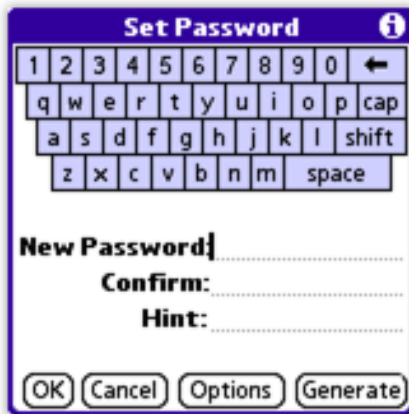 Set Password i
1 2 3 4 5 6 7 8 9 0 ←
q w e r t y u i o p cap
a s d f g h j k l shift
z x c v b n m space
New Password:
Confirm:
Hint:
OK Cancel Options Generate